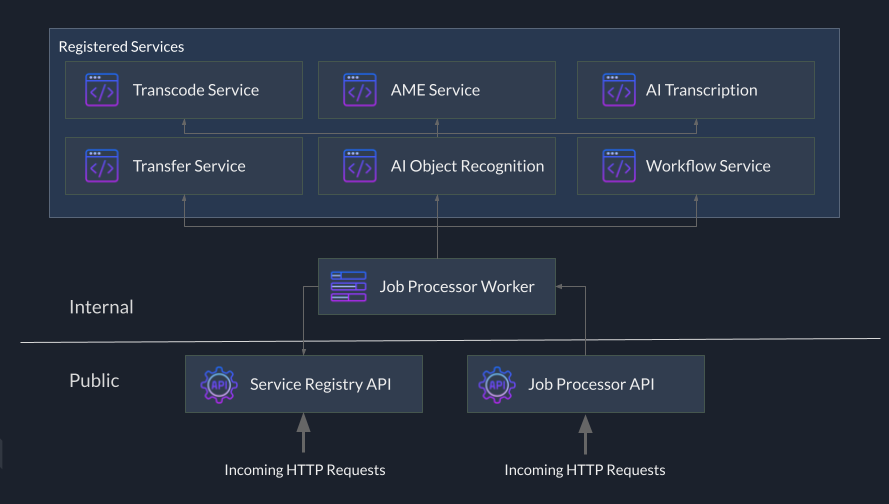 Registered Services
Transcode Service
AME Service
AI Transcription
Transfer Service
AI Object Recognition
Workflow Service
Job Processor Worker
Internal
Public
API
Service Registry API
API
Job Processor API
Incoming HTTP Requests
Incoming HTTP Requests